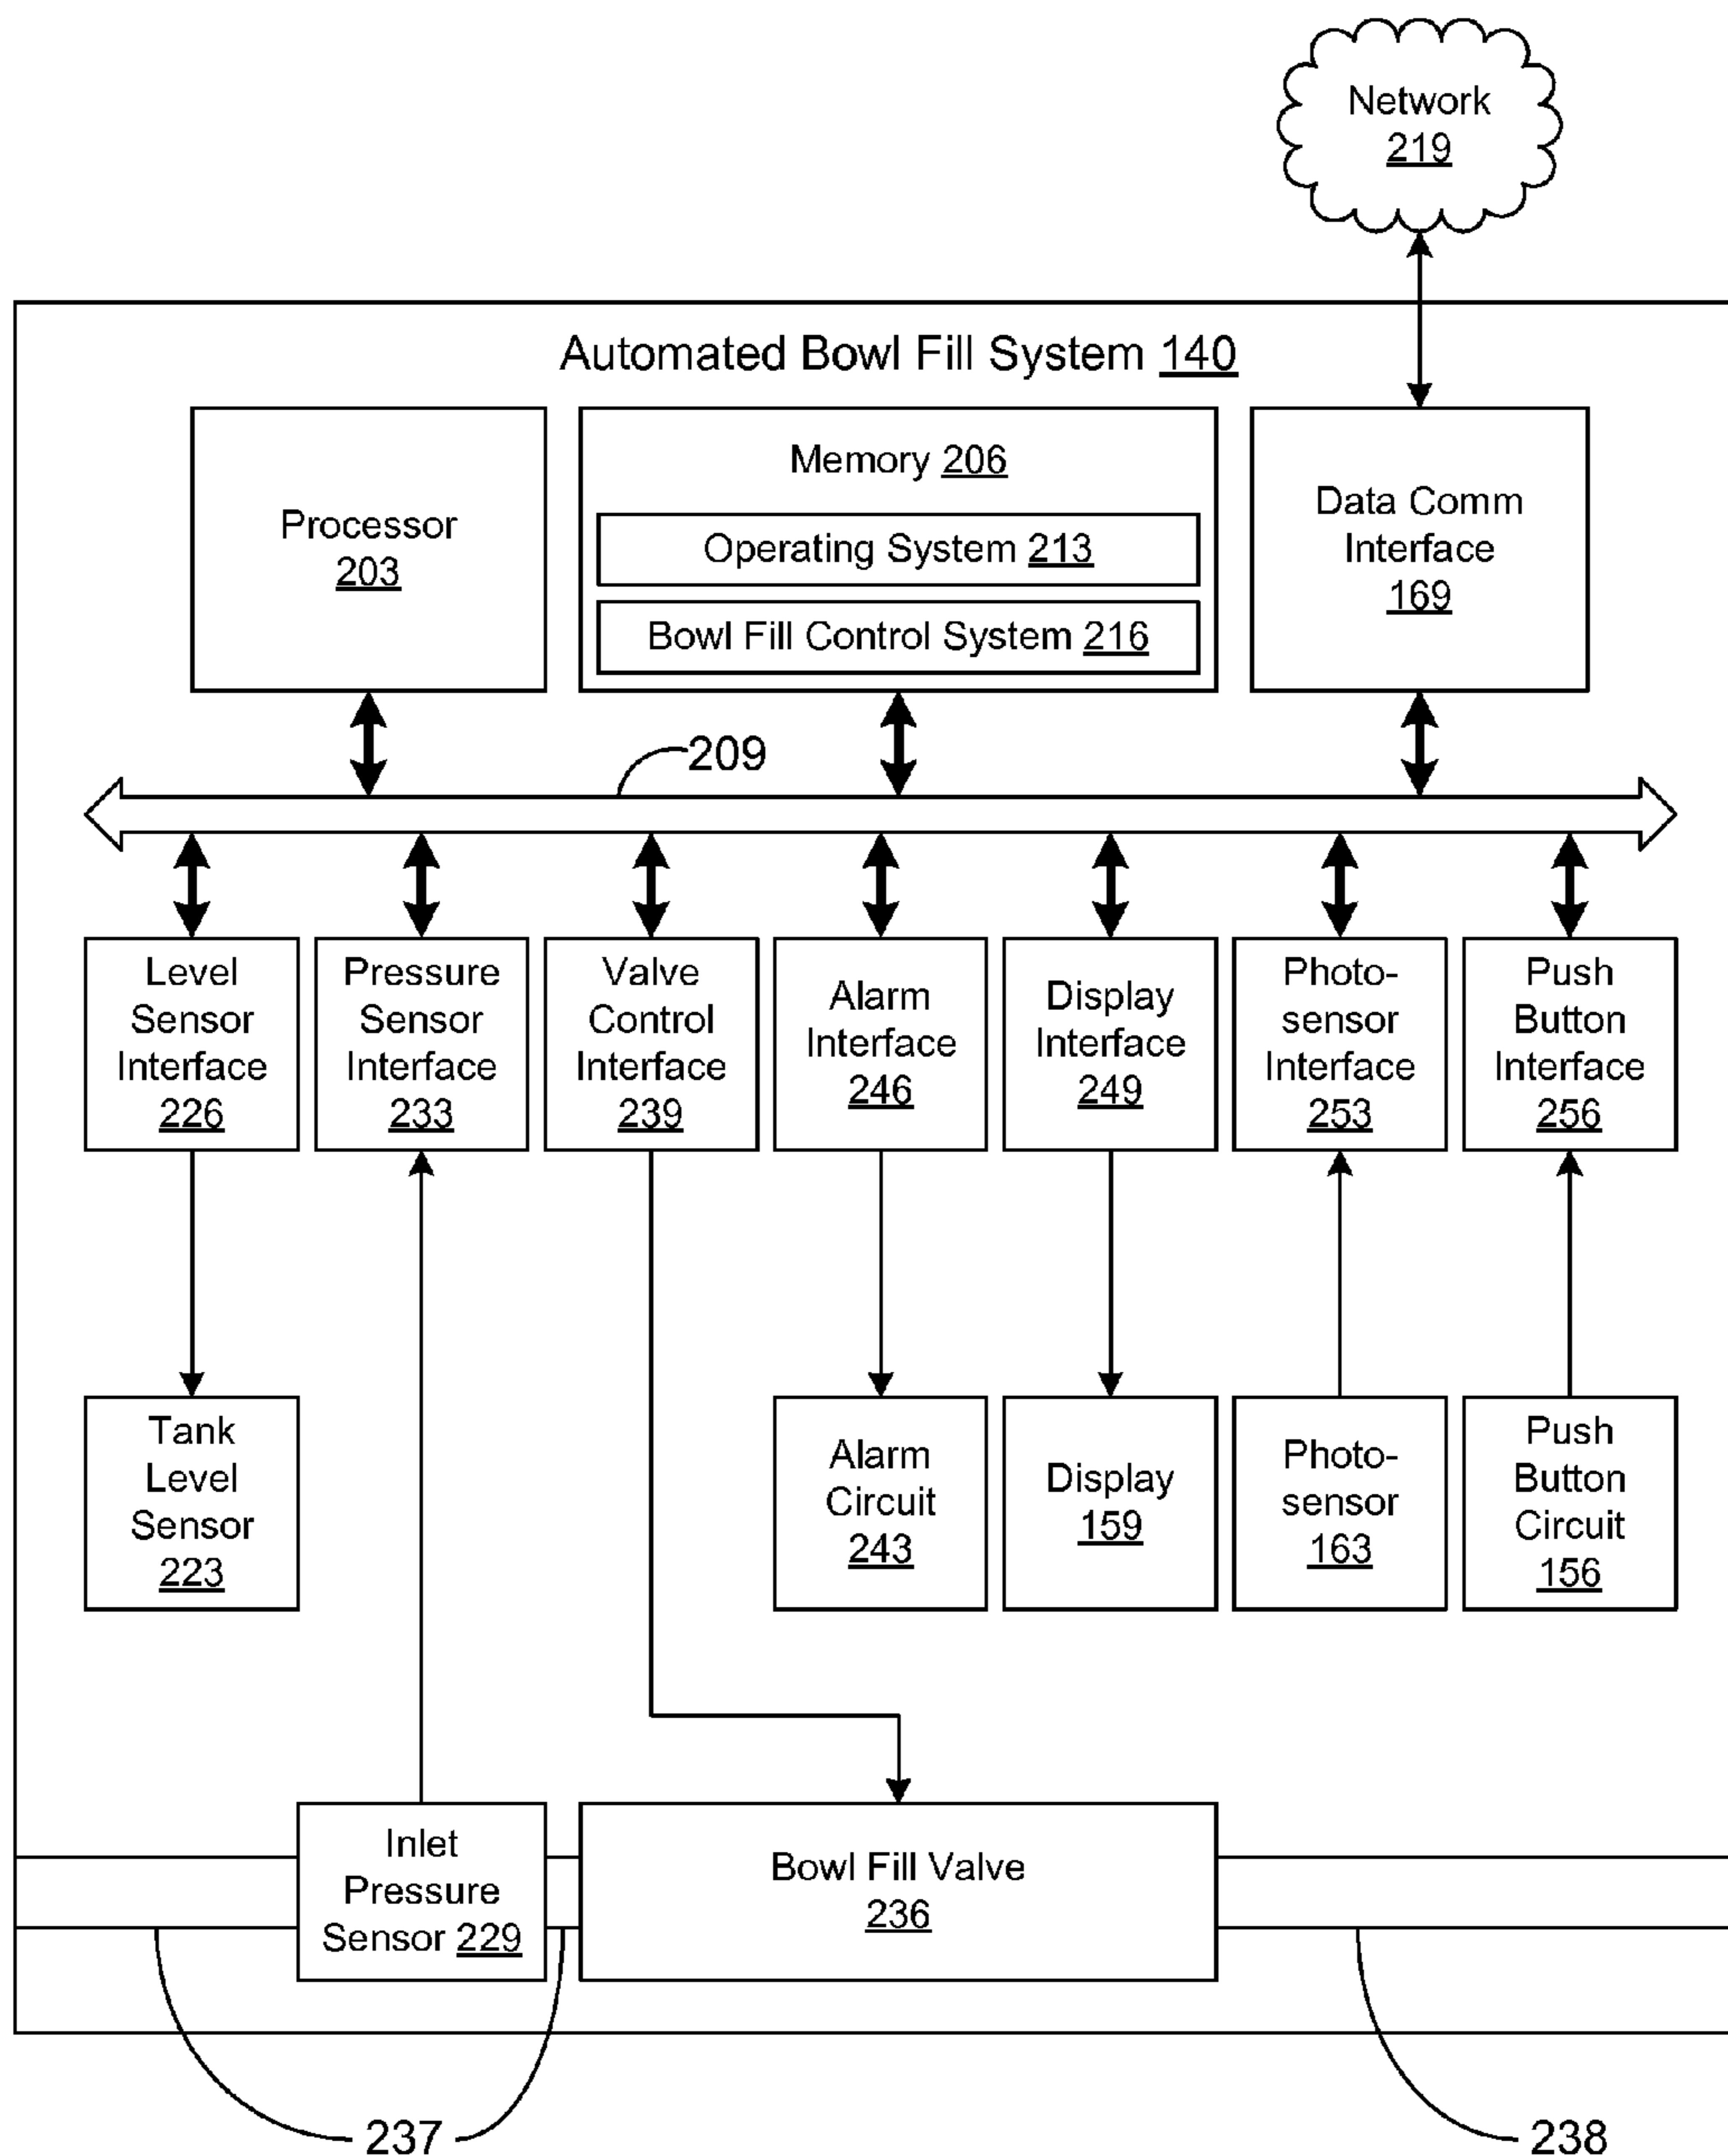 Network
219
Automated Bowl Fill System 140
Processor
203
Memory 206
Operating System 213
Bowl Fill Control System 216
Data Comm
Interface
169
209
Level
Sensor
Interface
226
Pressure
Sensor
Interface
233
Valve
Control
Interface
239
Alarm
Interface
246
Display
Interface
249
Photo-
sensor
Interface
253
Push
Button
Interface
256
Tank
Level
Sensor
223
Alarm
Circuit
243
Display
159
Photo-
sensor
163
Push
Button
Circuit
156
Inlet
Pressure
Sensor 229
Bowl Fill Valve
236
237
238